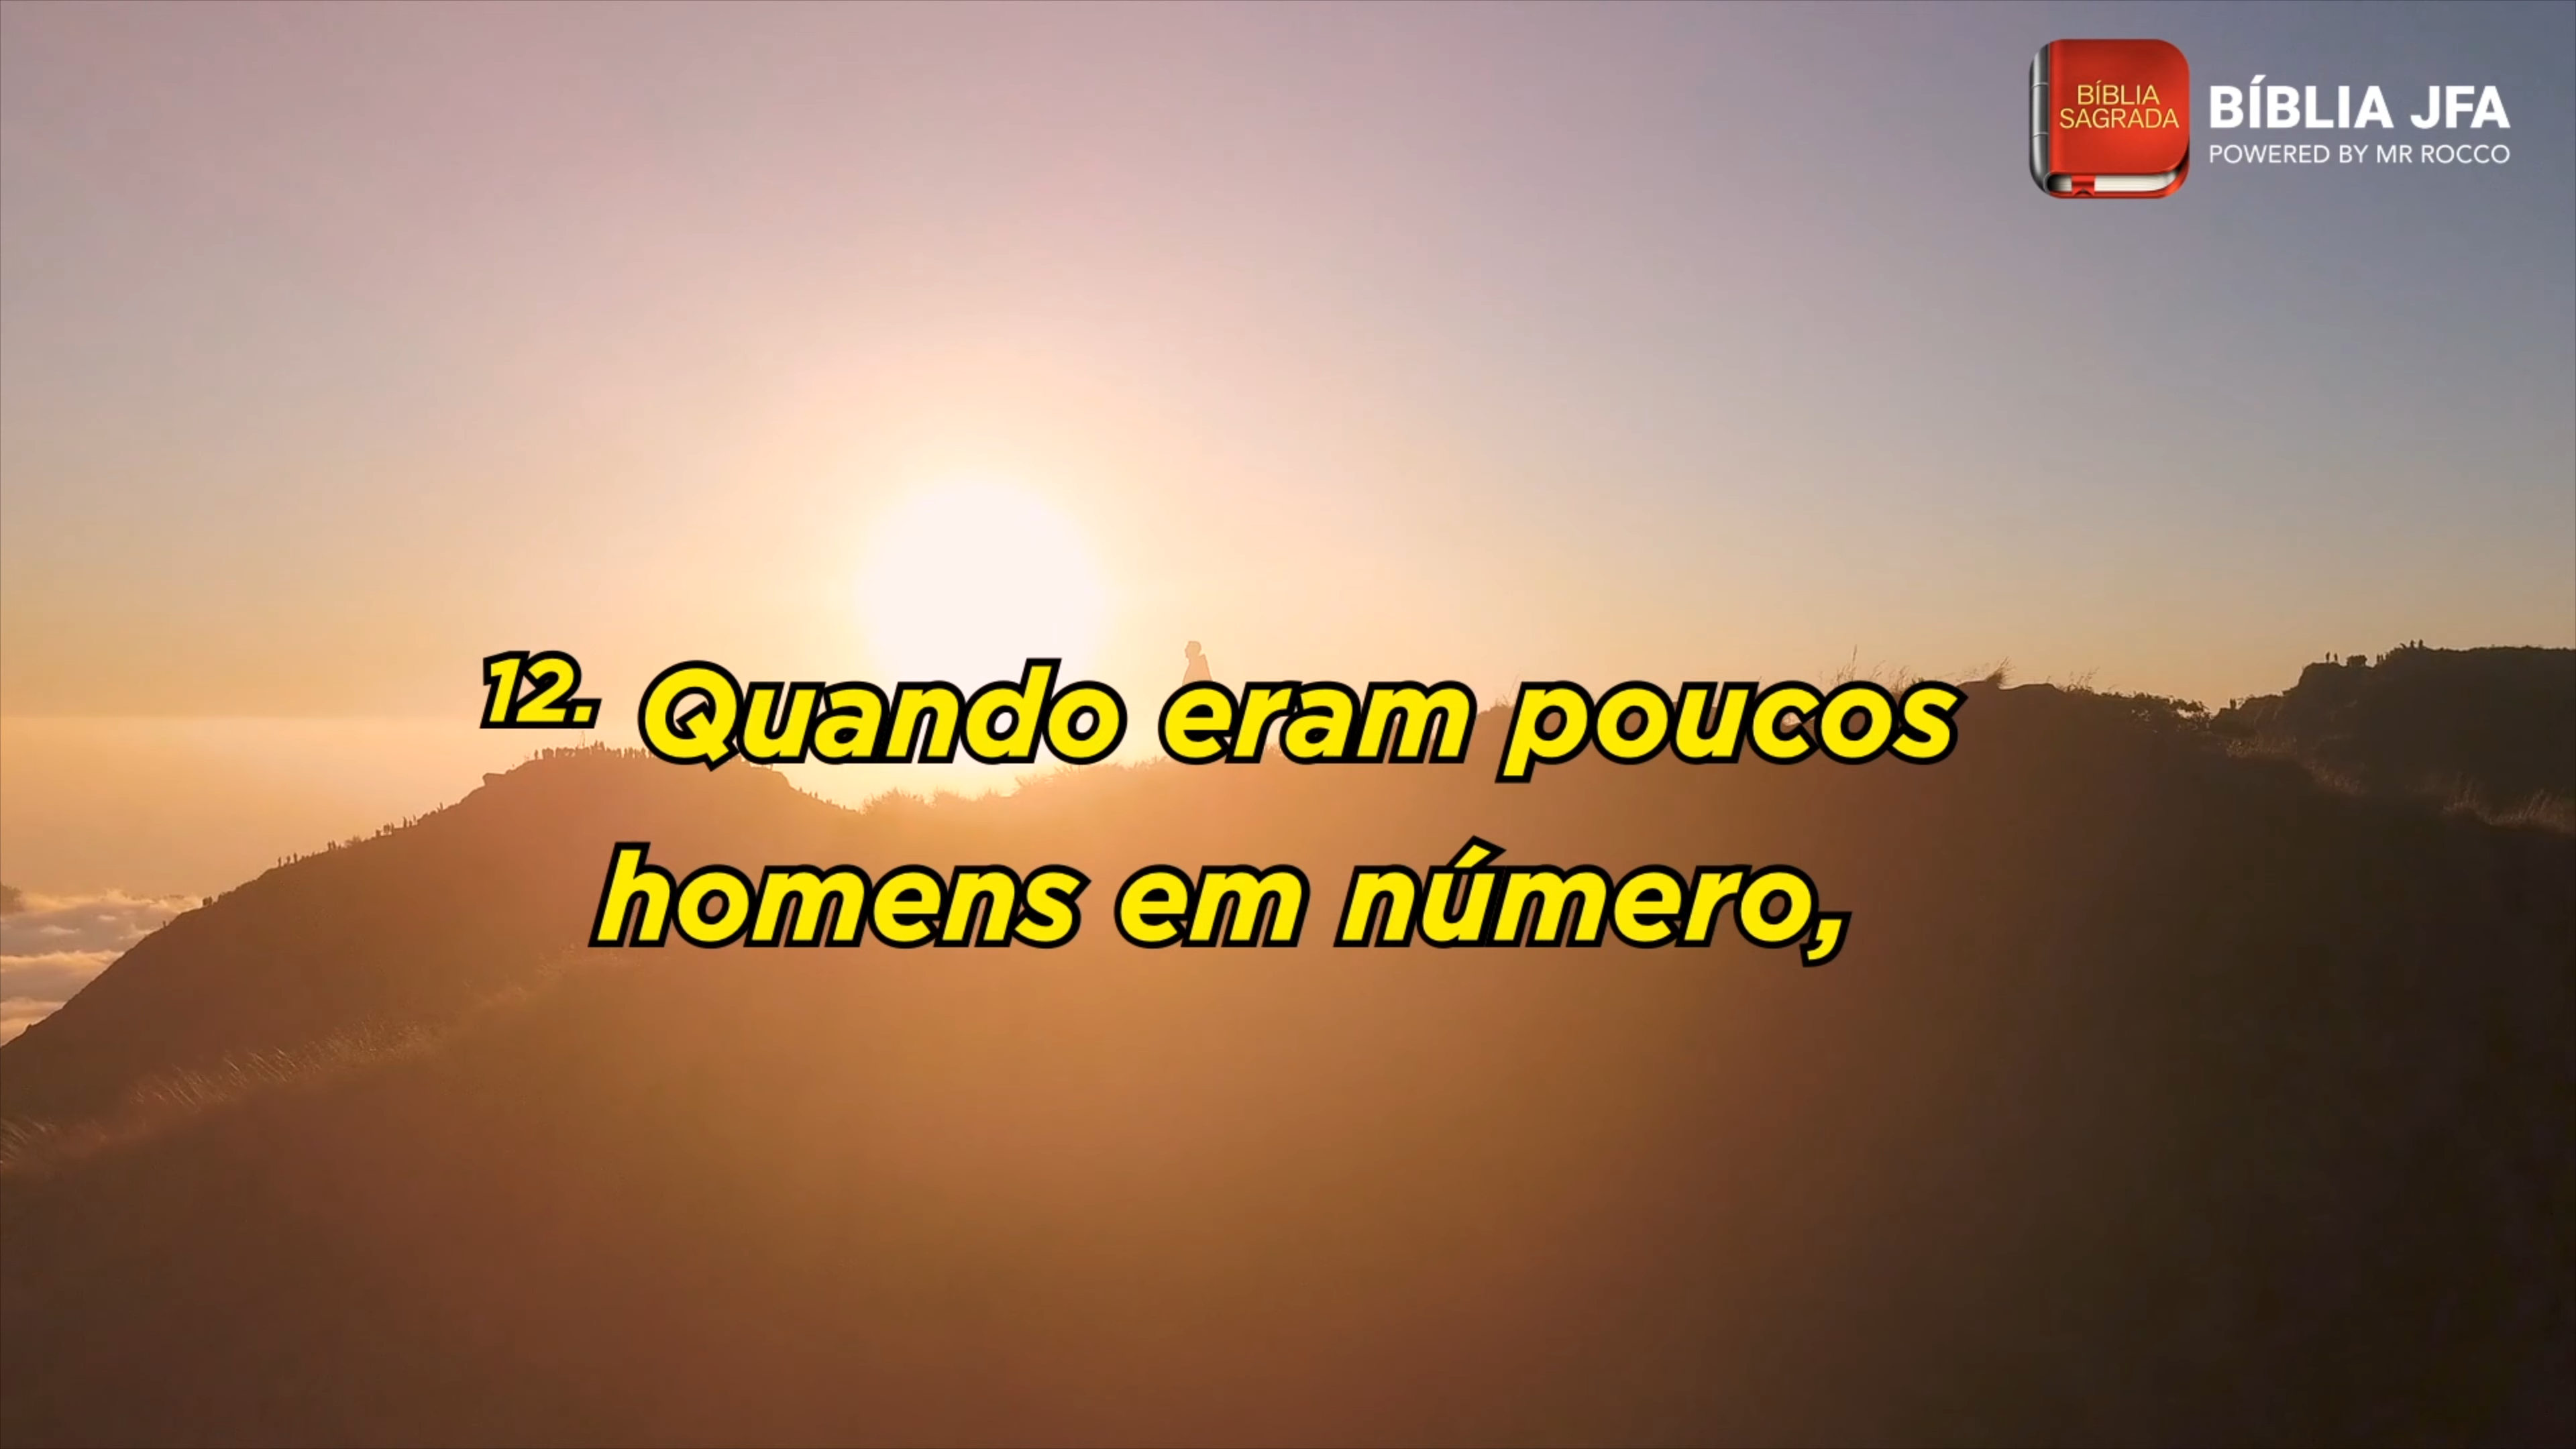 BÍBLIA
SAGRADA
BÍBLIA JFA
POWERED BY MR ROCCO
12. Quando eram poucos
homens em número,